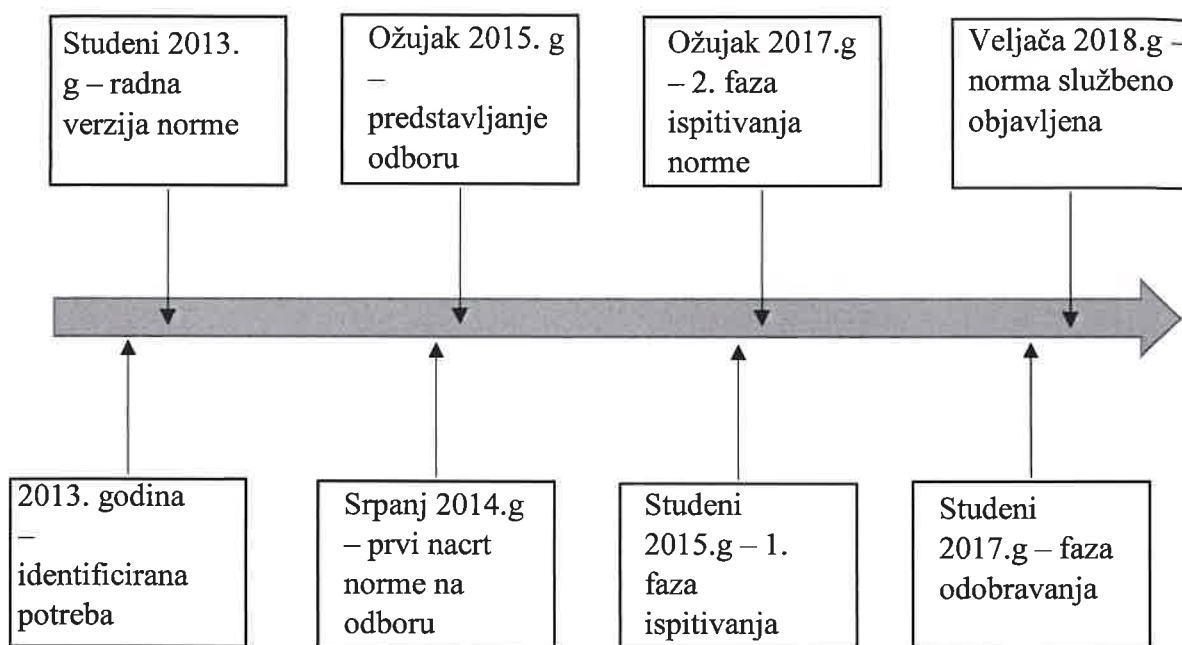 Studeni 2013.
g – radna
verzija norme
Ožujak 2015. g
–
predstavljanje
odboru
Ožujak 2017.g
– 2. faza
ispitivanja
norme
Veljača 2018.g –
norma službeno
objavljena
2013. godina
–
identificirana
potreba
Srpanj 2014.g
– prvi nacrt
norme na
odboru
Studeni
2015.g – 1.
faza
ispitivanja
Studeni
2017.g – faza
odobravanja